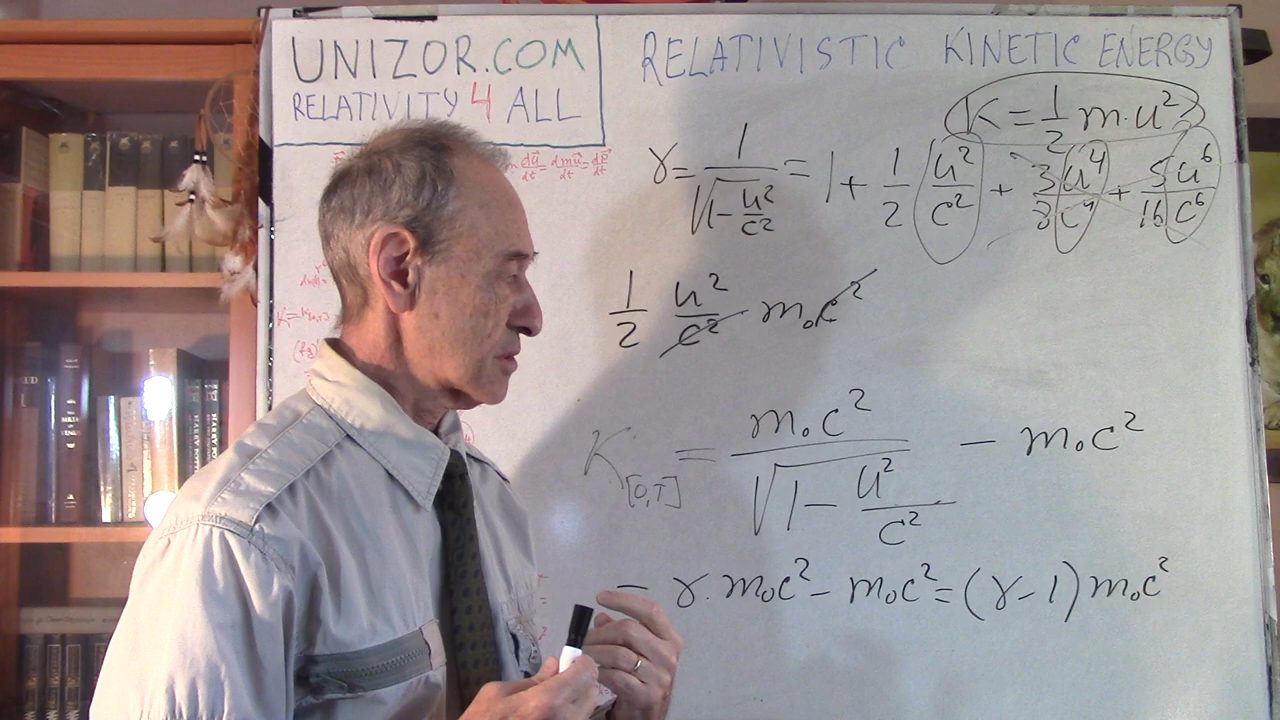 UNIZOR.COM
RELATIVITY 4 ALL
RELATIVISTIC KINETIC ENERGY
K = 1/2 m·u²
γ = 1/√(1 - u²/c²) = 1 + 1/2 u²/c² + 3/8 u⁴/c⁴ + 5/16 u⁶/c⁶
1/2 u²/c² m₀c²
K[0,T] = m₀c²/√(1 - u²/c²) - m₀c²
= γ·m₀c² - m₀c² = (γ-1)m₀c²